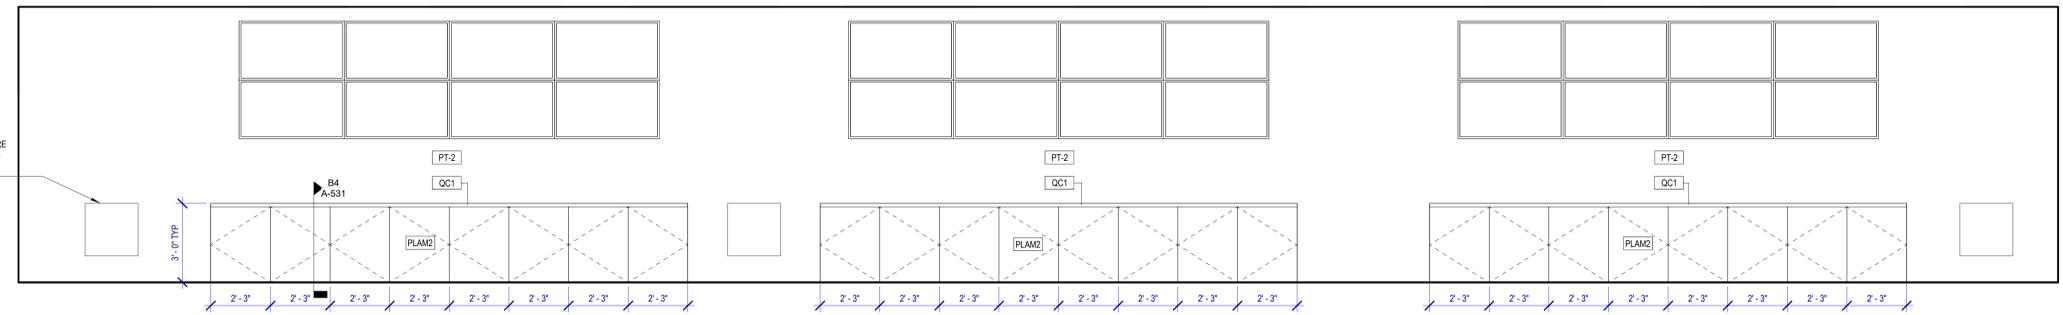 RE
PT-2
PT-2
PT-2
QC1
QC1
QC1
B4
A-531
3' - 0" TYP
PLAM2
PLAM2
PLAM2
2' - 3" 2' - 3" 2' - 3" 2' - 3" 2' - 3" 2' - 3" 2' - 3" 2' - 3"
2' - 3" 2' - 3" 2' - 3" 2' - 3" 2' - 3" 2' - 3" 2' - 3" 2' - 3"
2' - 3" 2' - 3" 2' - 3" 2' - 3" 2' - 3" 2' - 3" 2' - 3" 2' - 3"